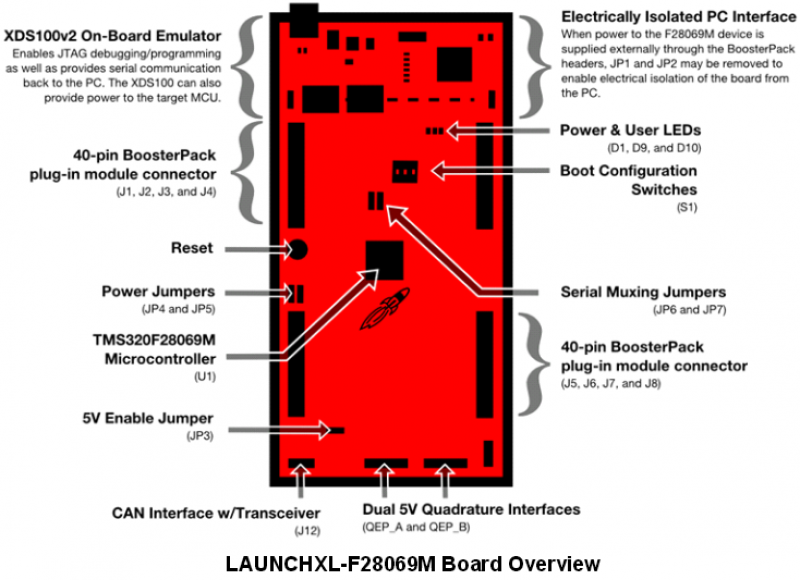 XDS100v2 On-Board Emulator
Enables JTAG debugging/programming
as well as provides serial communication
back to the PC. The XDS100 can also
provide power to the target MCU.
Electrically Isolated PC Interface
When power to the F28069M device is
supplied externally through the BoosterPack
headers, JP1 and JP2 may be removed to
enable electrical isolation of the board from
the PC.
Power & User LEDs
(D1, D9, and D10)
40-pin BoosterPack
plug-in module connector
(J1, J2, J3, and J4)
Boot Configuration
Switches
(S1)
Reset
Power Jumpers
(JP4 and JP5)
Serial Muxing Jumpers
(JP6 and JP7)
TMS320F28069M
Microcontroller
(U1)
40-pin BoosterPack
plug-in module connector
(J5, J6, J7, and J8)
5V Enable Jumper
(JP3)
CAN Interface w/Transceiver
(J12)
Dual 5V Quadrature Interfaces
(QEP_A and QEP_B)
LAUNCHXL-F28069M Board Overview